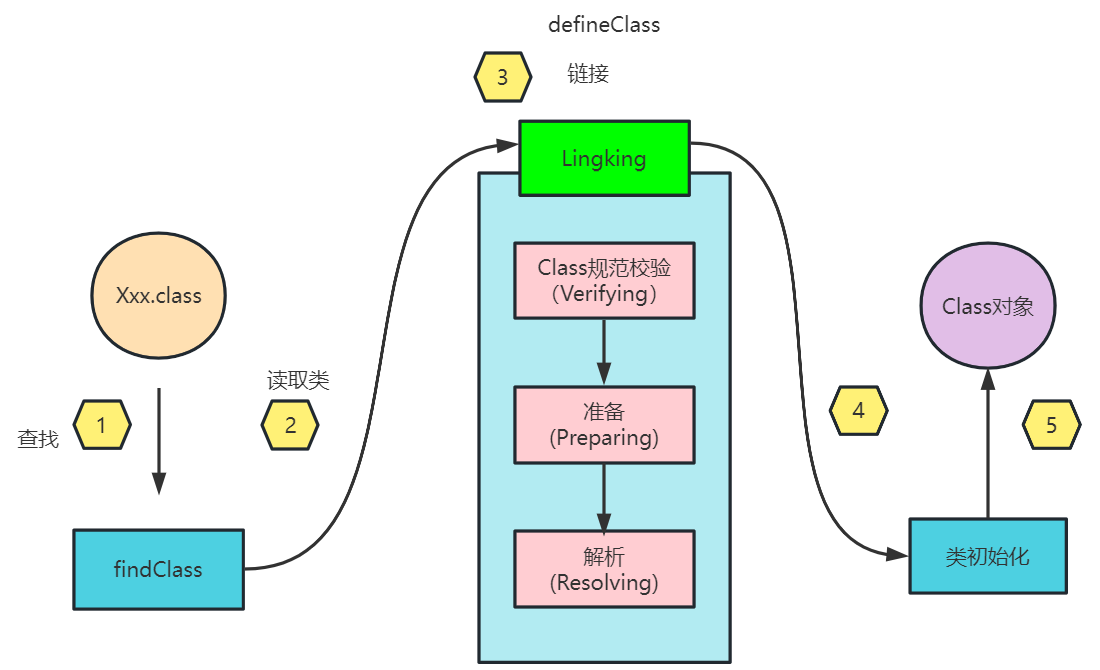 defineClass
3
链接
Lingking
Xxx.class
1
查找
findClass
读取类
2
Class规范校验
（Verifying）
准备
(Preparing)
解析
(Resolving)
4
类初始化
5
Class对象